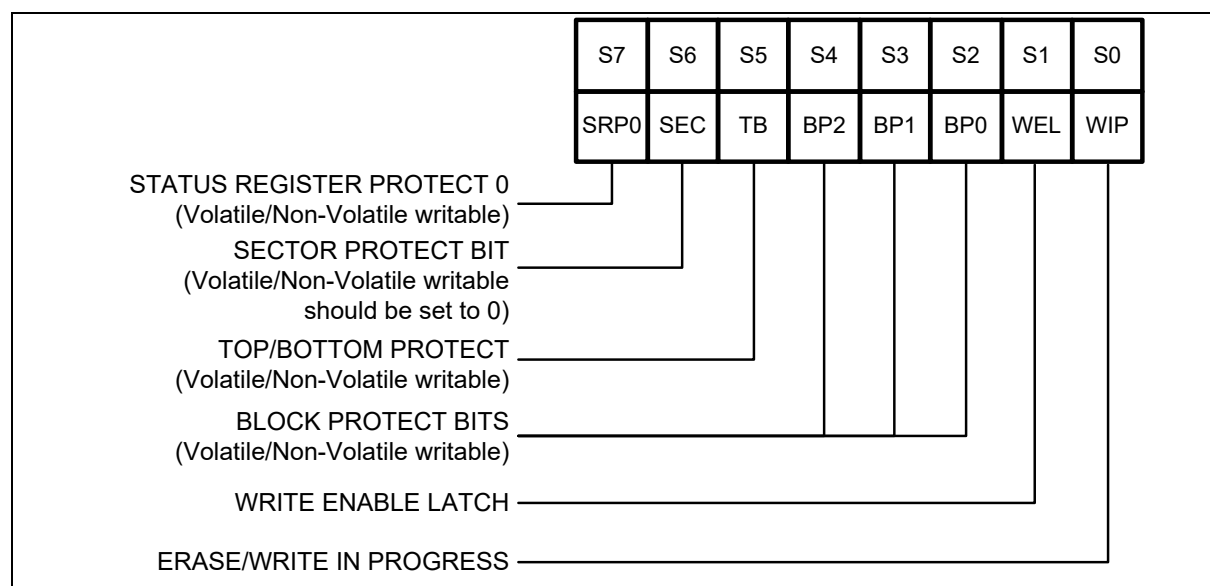 S7 S6 S5 S4 S3 S2 S1 S0
SRP0 SEC TB BP2 BP1 BP0 WEL WIP
STATUS REGISTER PROTECT 0
(Volatile/Non-Volatile writable)
SECTOR PROTECT BIT
(Volatile/Non-Volatile writable
should be set to 0)
TOP/BOTTOM PROTECT
(Volatile/Non-Volatile writable)
BLOCK PROTECT BITS
(Volatile/Non-Volatile writable)
WRITE ENABLE LATCH
ERASE/WRITE IN PROGRESS